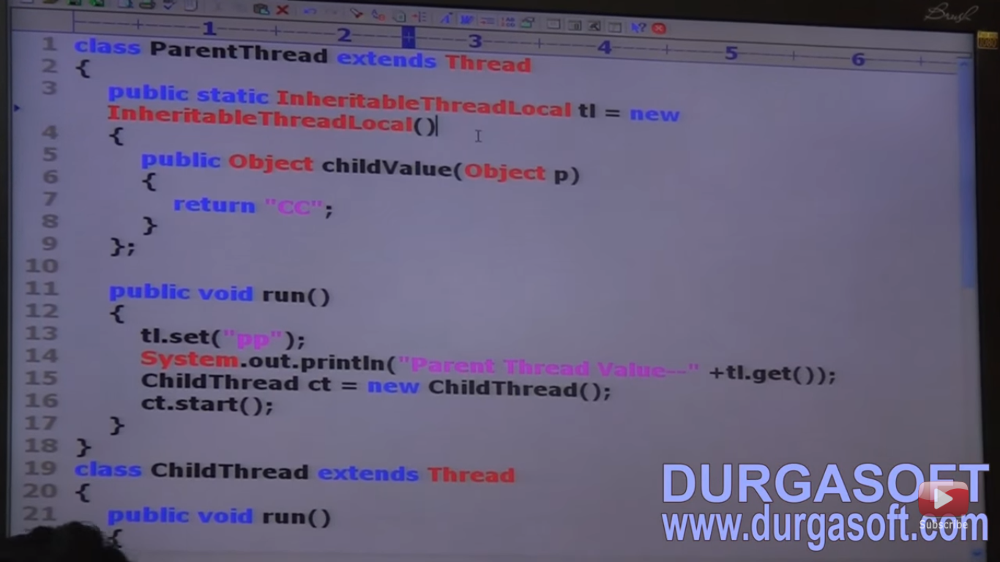 Brush
1 2 3 4 5 6
1 class ParentThread extends Thread
2 {
3 public static InheritableThreadLocal tl = new
InheritableThreadLocal()
4 {
5 public Object childValue(Object p)
6 {
7 return "CC";
8 }
9 };
10
11 public void run()
12 {
13 tl.set("pp");
14 System.out.println("Parent Thread Value--" +tl.get());
15 ChildThread ct = new ChildThread();
16 ct.start();
17 }
18 }
19 class ChildThread extends Thread
20 {
21 public void run()
{
DURGASOFT
www.durgasoft.com
Subscribe